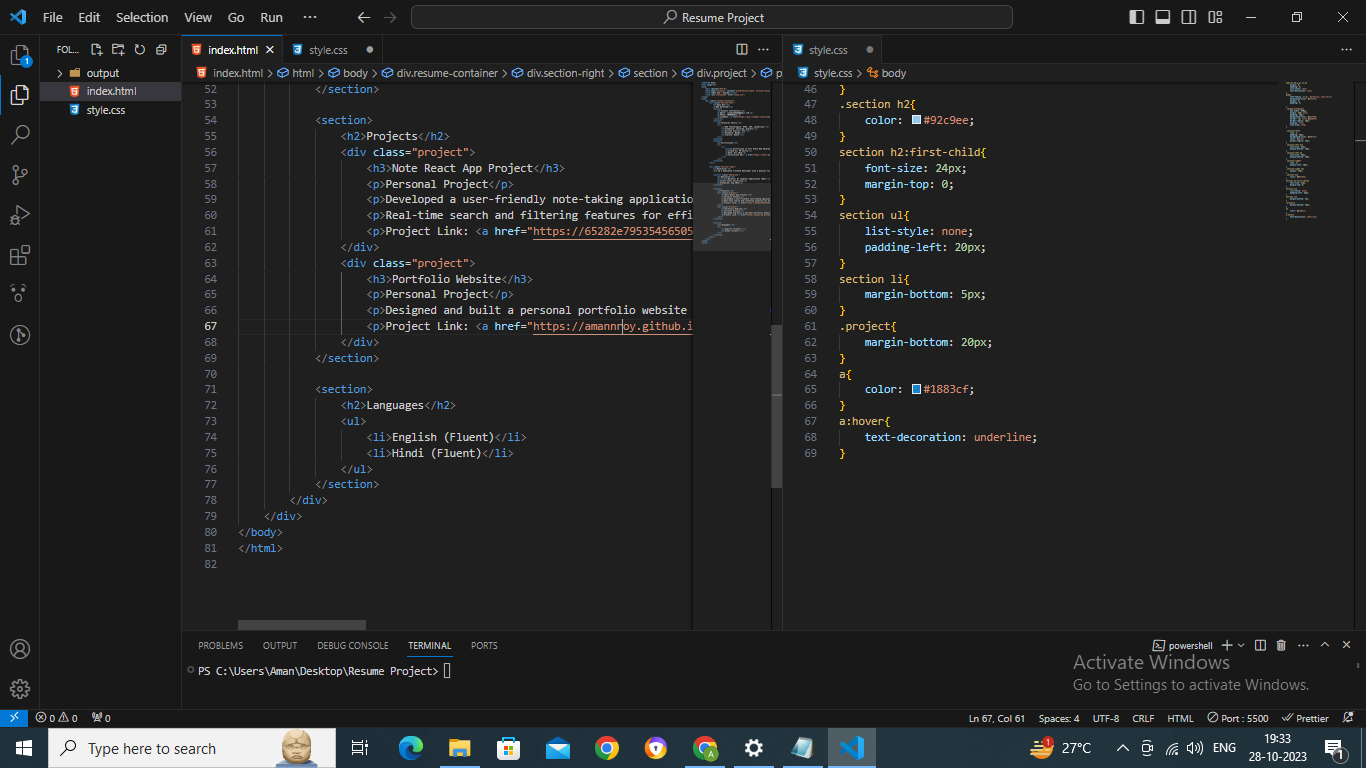 File Edit Selection View Go Run ··· Resume Project
FOL... index.html style.css style.css
output
index.html
style.css
index.html > html > body > div.resume-container > div.section-right > section > div.project > p
52 </section>
53
54 <section>
55 <h2>Projects</h2>
56 <div class="project">
57 <h3>Note React App Project</h3>
58 <p>Personal Project</p>
59 <p>Developed a user-friendly note-taking applicatio
60 <p>Real-time search and filtering features for effi
61 <p>Project Link: <a href="https://65282e79535456505
62 </div>
63 <div class="project">
64 <h3>Portfolio Website</h3>
65 <p>Personal Project</p>
66 <p>Designed and built a personal portfolio website
67 <p>Project Link: <a href="https://amannroy.github.i
68 </div>
69 </section>
70
71 <section>
72 <h2>Languages</h2>
73 <ul>
74 <li>English (Fluent)</li>
75 <li>Hindi (Fluent)</li>
76 </ul>
77 </section>
78 </div>
79 </div>
80 </body>
81 </html>
82
style.css > body
46 }
47 .section h2{
48 color: #92c9ee;
49 }
50 section h2:first-child{
51 font-size: 24px;
52 margin-top: 0;
53 }
54 section ul{
55 list-style: none;
56 padding-left: 20px;
57 }
58 section li{
59 margin-bottom: 5px;
60 }
61 .project{
62 margin-bottom: 20px;
63 }
64 a{
65 color: #1883cf;
66 }
67 a:hover{
68 text-decoration: underline;
69 }
PROBLEMS OUTPUT DEBUG CONSOLE TERMINAL PORTS powershell
PS C:\Users\Aman\Desktop\Resume Project>
Activate Windows
Go to Settings to activate Windows.
0 0 0 Ln 67, Col 61 Spaces: 4 UTF-8 CRLF HTML Port : 5500 Prettier
Type here to search 27°C ENG 19:33
28-10-2023